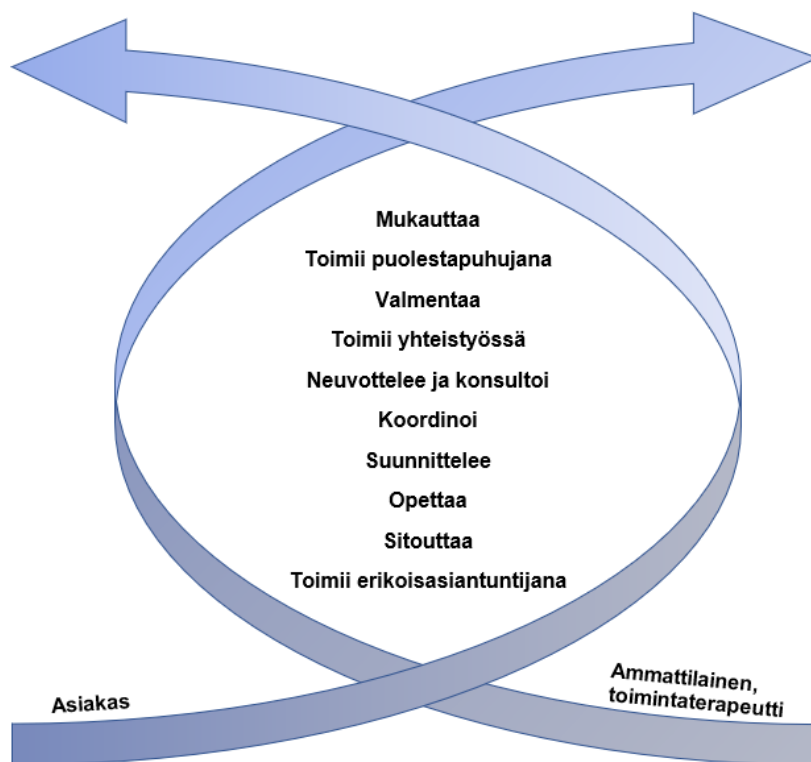 Mukauttaa
Toimii puolestapuhujana
Valmentaa
Toimii yhteistyössä
Neuvottelee ja konsultoi
Koordinoi
Suunnittelee
Opettaa
Sitouttaa
Toimii erikoisasiantuntijana
Asiakas
Ammattilainen,
toimintaterapeutti